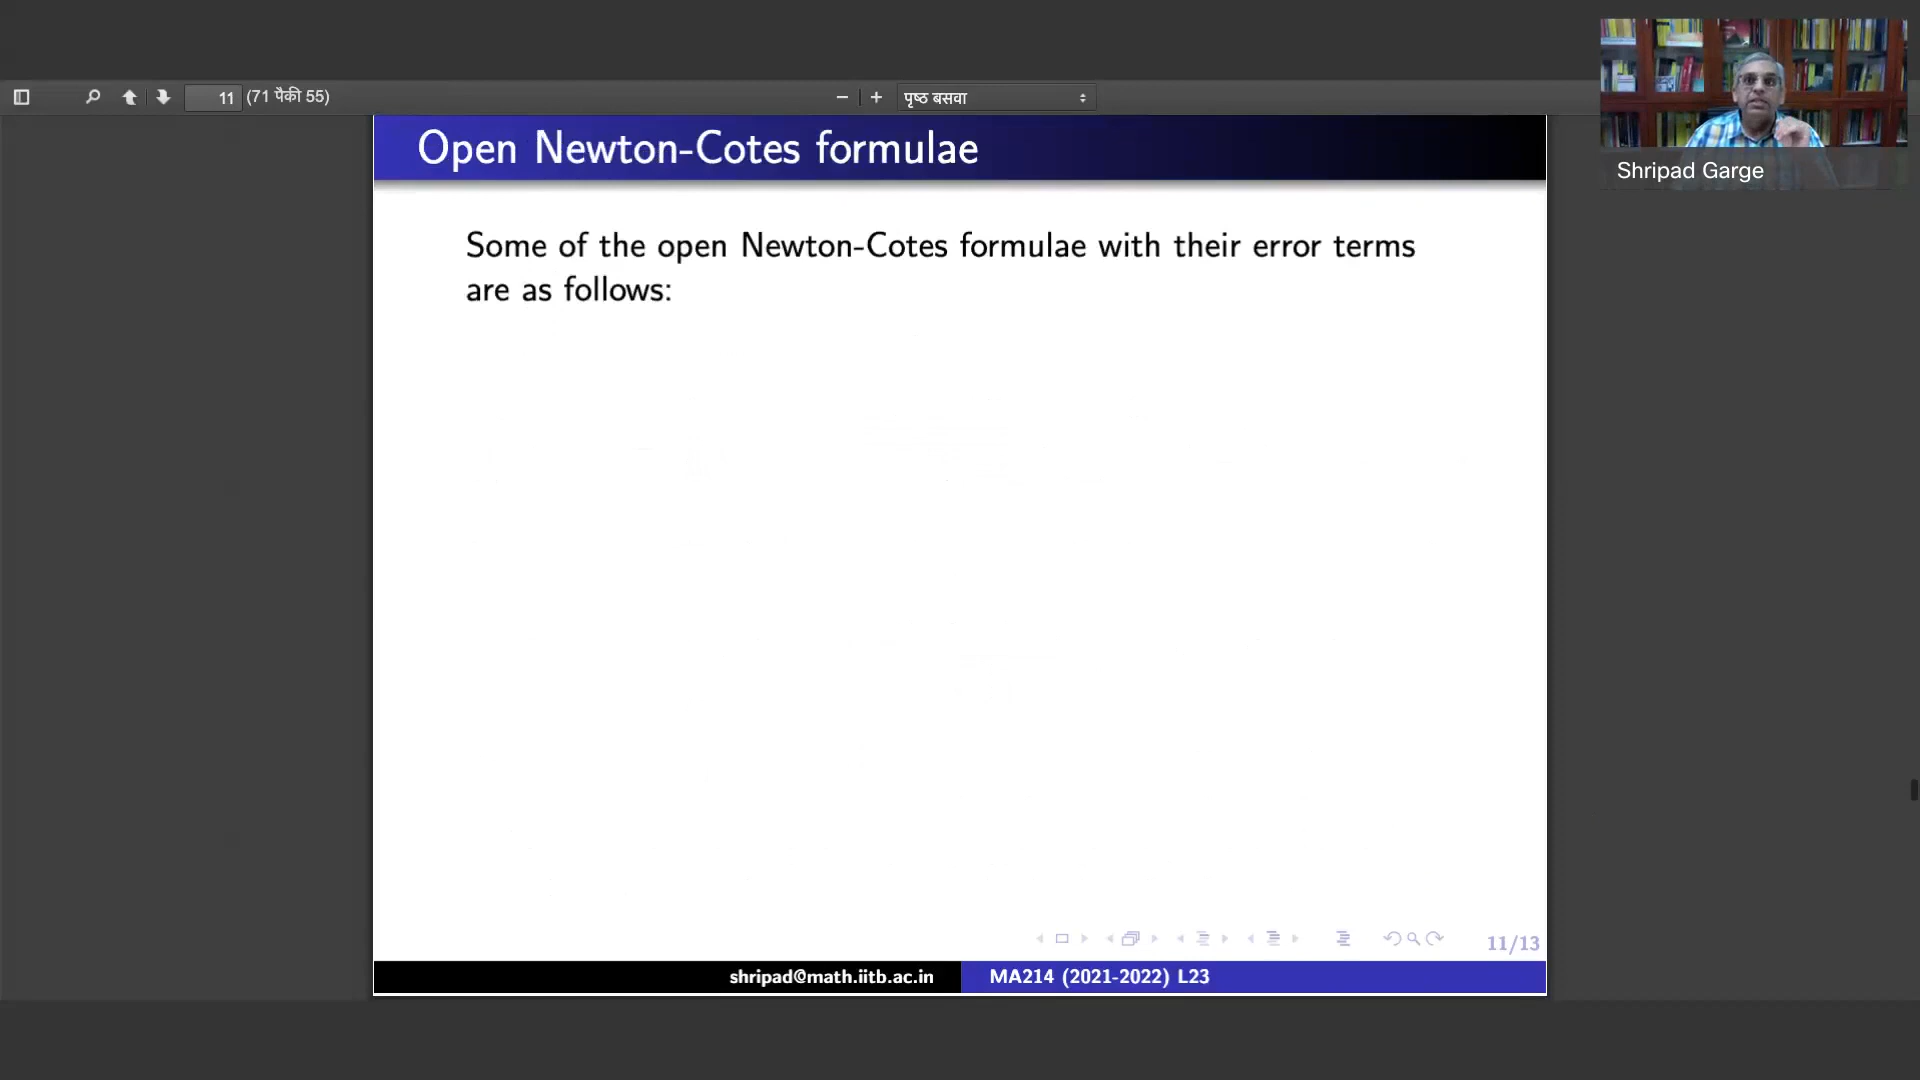 11 (71 पैकी 55)
पृष्ठ बसवा
Shripad Garge
Open Newton-Cotes formulae
Some of the open Newton-Cotes formulae with their error terms
are as follows:
11/13
shripad@math.iitb.ac.in
MA214 (2021-2022) L23